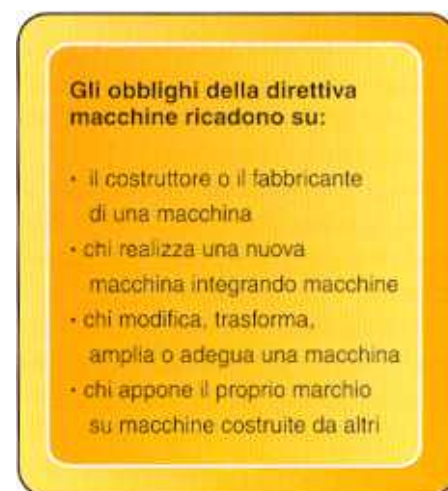 Gli obblighi della direttiva
macchine ricadono su:
• il costruttore o il fabbricante
di una macchina
• chi realizza una nuova
macchina integrando macchine
• chi modifica, trasforma,
amplia o adegua una macchina
• chi appone il proprio marchio
su macchine costruite da altri